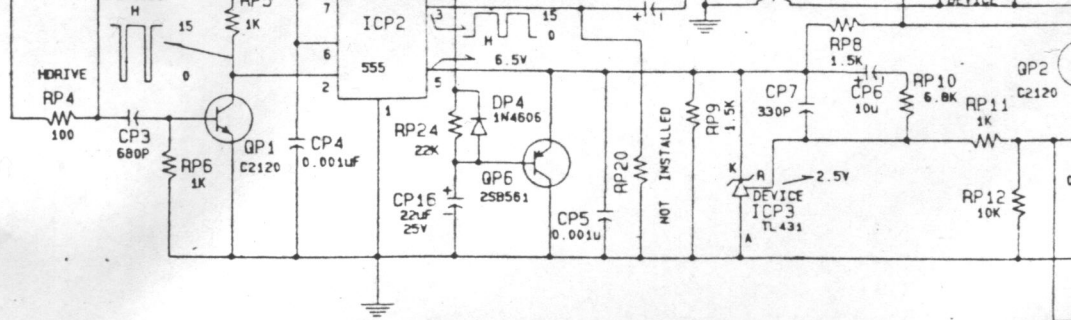 RP5
1K
H
15
0
HDRIVE
RP4
100
CP3
680P
RP6
1K
QP1
C2120
CP4
0.001uF
7
6
2
ICP2
555
3
5
1
H
15
0
6.5V
RP24
22K
DP4
1N4606
CP16
+
22uF
25V
QP6
2SB561
CP5
0.001u
RP20
NOT INSTALLED
RP9
1.5K
+
DEVICE
RP8
1.5K
CP7
330P
CP6
+
10u
RP10
6.8K
RP11
1K
RP12
10K
QP2
C2120
K
R
A
2.5V
DEVICE
ICP3
TL431